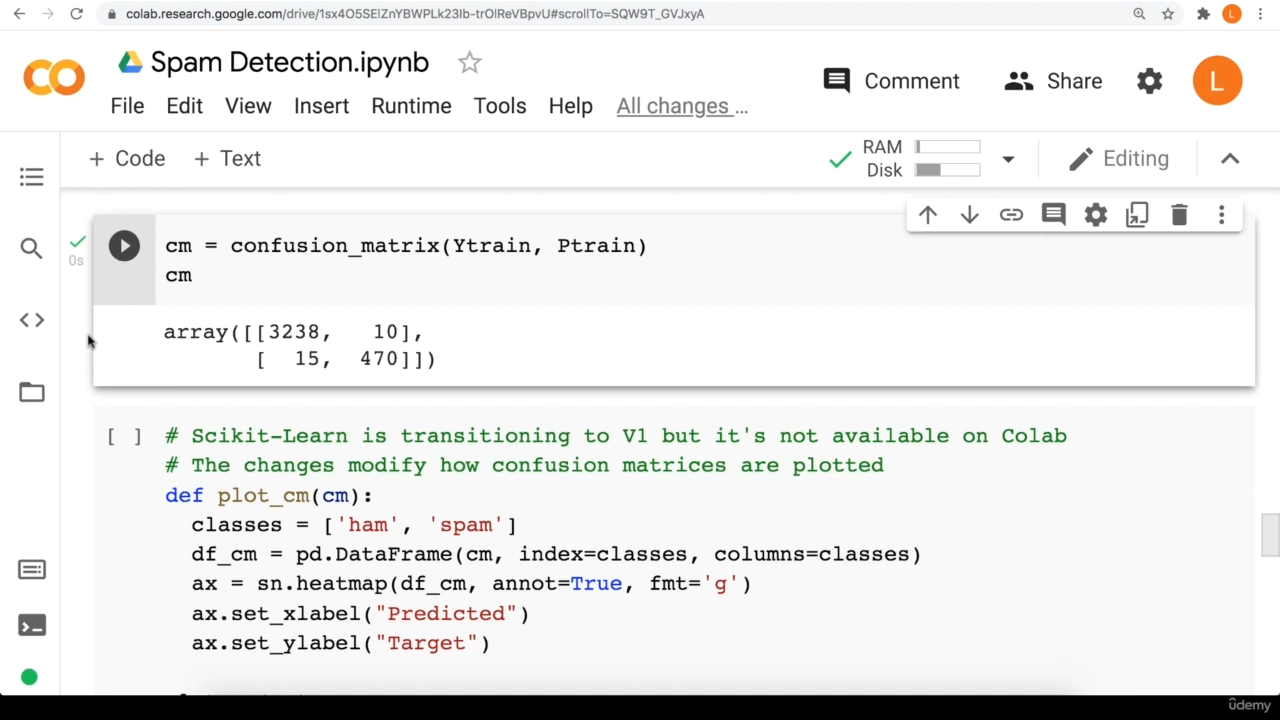 colab.research.google.com/drive/1sx4O5SElZnYBWPLk23Ib-trOlReVBpvU#scrollTo=SQW9T_GVJxyA
L
Spam Detection.ipynb
Comment
Share
L
File Edit View Insert Runtime Tools Help All changes …
+ Code + Text
RAM
Disk
Editing
cm = confusion_matrix(Ytrain, Ptrain)
0s
cm
array([[3238, 10],
[ 15, 470]])
[ ] # Scikit-Learn is transitioning to V1 but it's not available on Colab
# The changes modify how confusion matrices are plotted
def plot_cm(cm):
classes = ['ham', 'spam']
df_cm = pd.DataFrame(cm, index=classes, columns=classes)
ax = sn.heatmap(df_cm, annot=True, fmt='g')
ax.set_xlabel("Predicted")
ax.set_ylabel("Target")
ûdemy